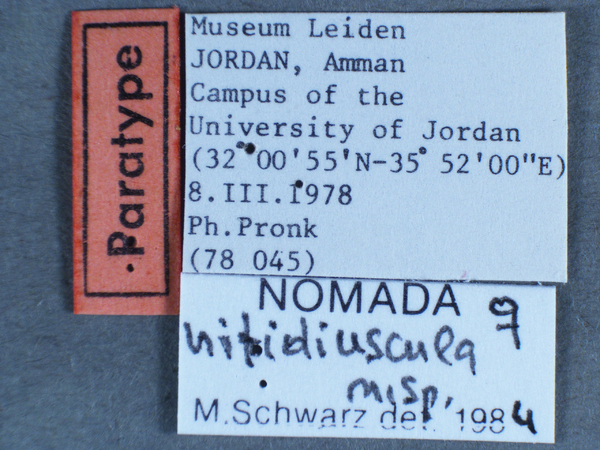 Paratype
Museum Leiden
JORDAN, Amman
Campus of the
University of Jordan
(32°00'55'N-35° 52'00"E)
8.III.1978
Ph.Pronk
(78 045)
NOMADA ♀
nitidiuscula
n.sp.
M.Schwarz det. 1984